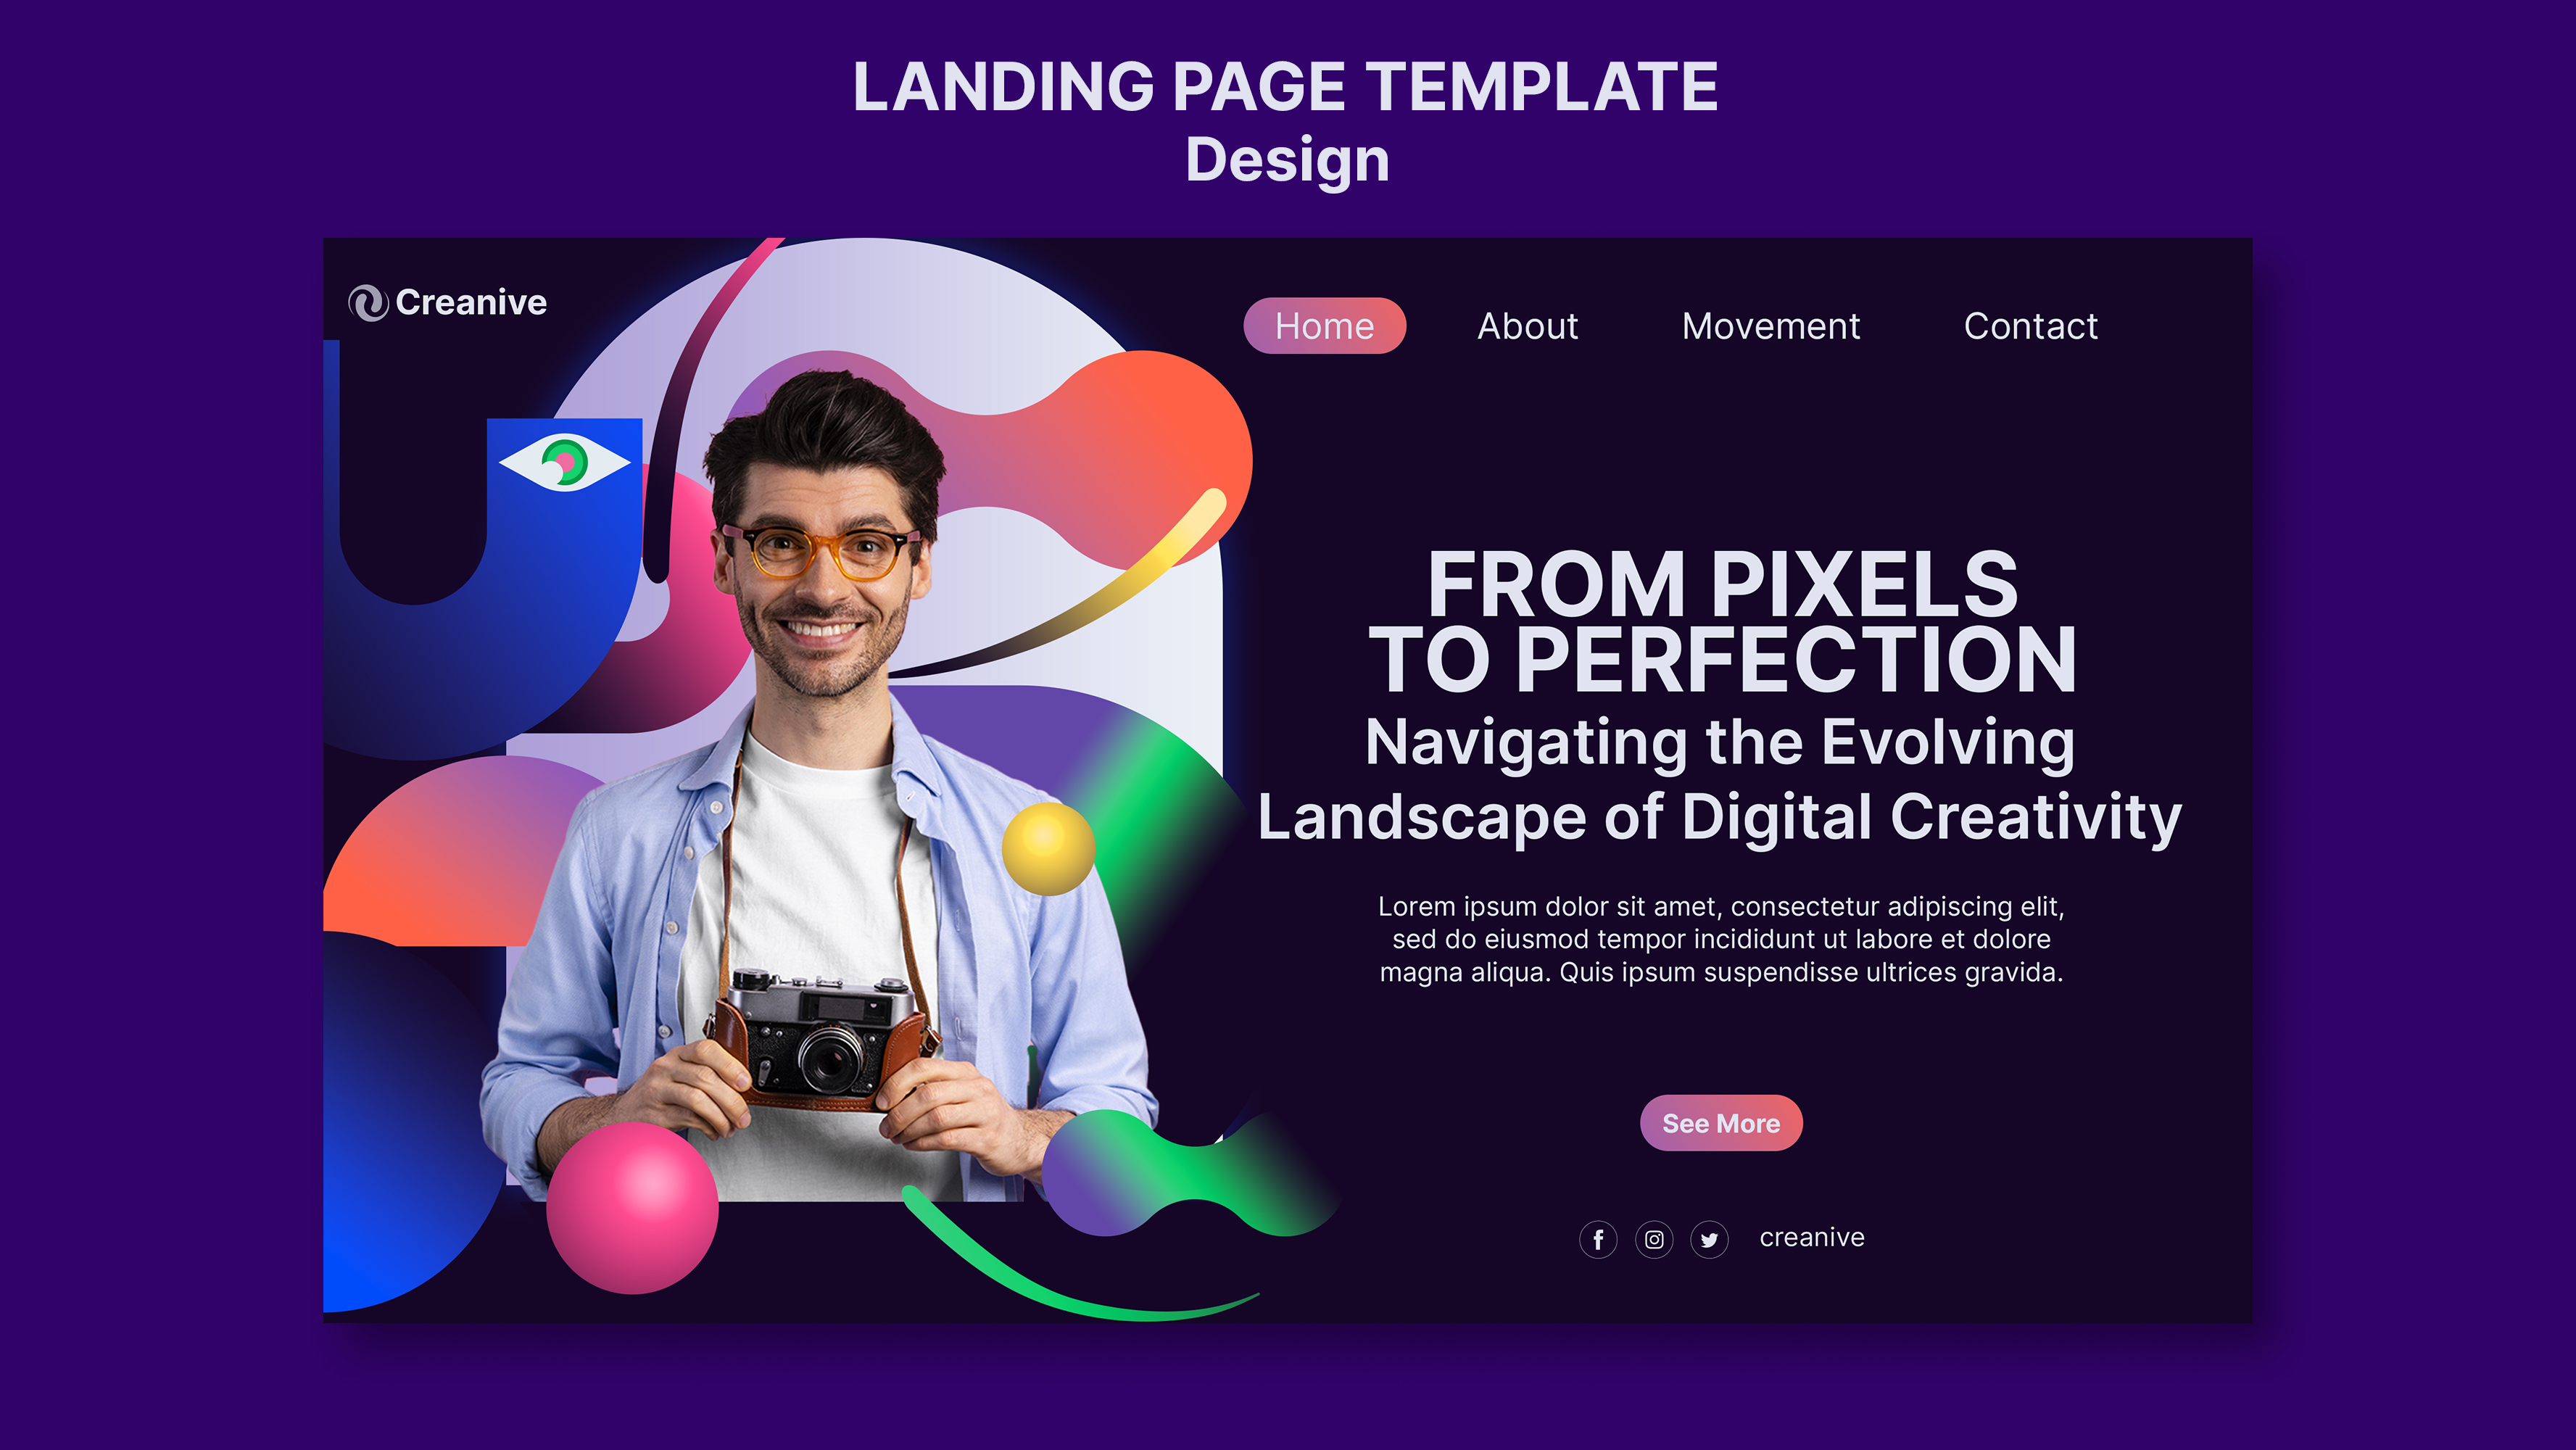 LANDING PAGE TEMPLATE
Design
Creanive
Home About Movement Contact
FROM PIXELS
TO PERFECTION
Navigating the Evolving
Landscape of Digital Creativity
Lorem ipsum dolor sit amet, consectetur adipiscing elit,
sed do eiusmod tempor incididunt ut labore et dolore
magna aliqua. Quis ipsum suspendisse ultrices gravida.
See More
creanive